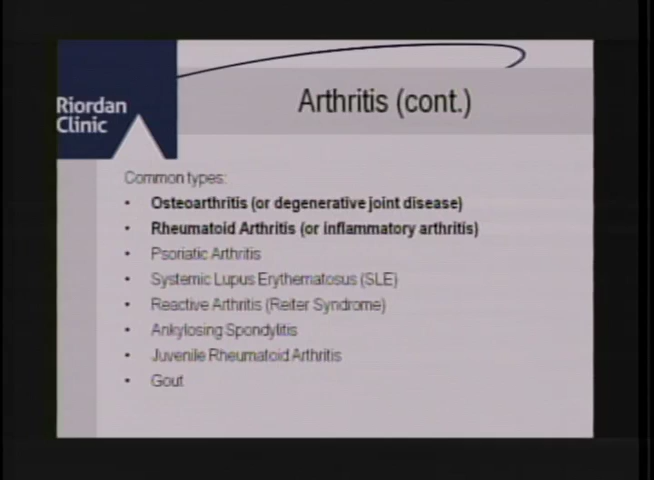 Riordan
Clinic
Arthritis (cont.)
Common types:
• Osteoarthritis (or degenerative joint disease)
• Rheumatoid Arthritis (or inflammatory arthritis)
• Psoriatic Arthritis
• Systemic Lupus Erythematosus (SLE)
• Reactive Arthritis (Reiter Syndrome)
• Ankylosing Spondylitis
• Juvenile Rheumatoid Arthritis
• Gout